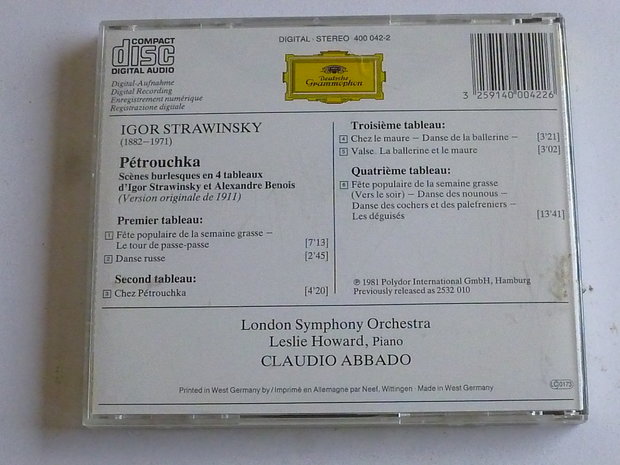 COMPACT
disc
DIGITAL AUDIO
DIGITAL · STEREO 400 042-2
Deutsche
Grammophon
3 259140 004226
Digital-Aufnahme
Digital Recording
Enregistrement numérique
Registrazione digitale
IGOR STRAWINSKY
(1882–1971)
Pétrouchka
Scènes burlesques en 4 tableaux
d'Igor Strawinsky et Alexandre Benois
(Version originale de 1911)
Premier tableau:
1 Fête populaire de la semaine grasse –
Le tour de passe-passe [7'13]
2 Danse russe [2'45]
Second tableau:
3 Chez Pétrouchka [4'20]
Troisième tableau:
4 Chez le maure – Danse de la ballerine – [3'21]
5 Valse. La ballerine et le maure [3'02]
Quatrième tableau:
6 Fête populaire de la semaine grasse
(Vers le soir) – Danse des nounous –
Danse des cochers et des palefreniers –
Les déguisés [13'41]
℗ 1981 Polydor International GmbH, Hamburg
Previously released as 2532 010
London Symphony Orchestra
Leslie Howard, Piano
CLAUDIO ABBADO
Printed in West Germany by / Imprimé en Allemagne par Neef, Wittingen · Made in West Germany
LC 0173